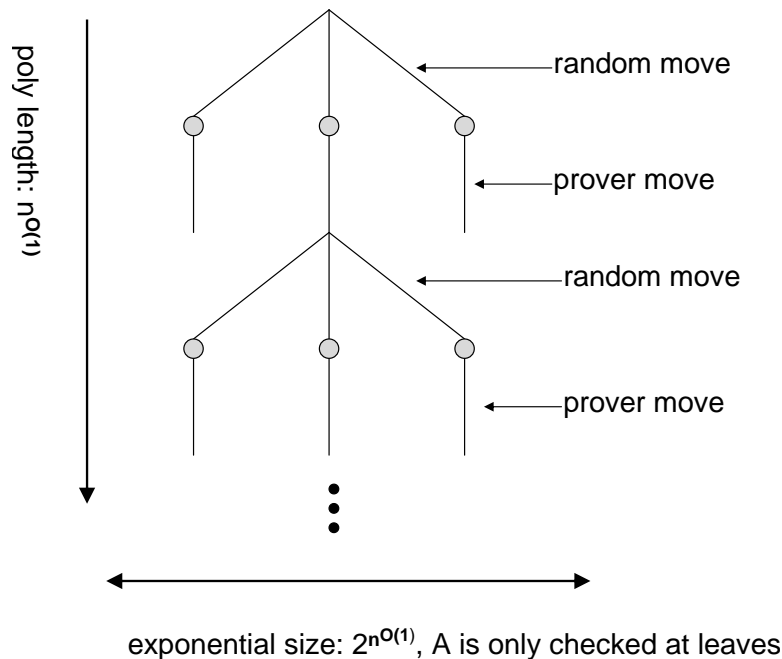 random move
prover move
poly length: n^O(1)
random move
prover move
exponential size: 2^n^O(1), A is only checked at leaves